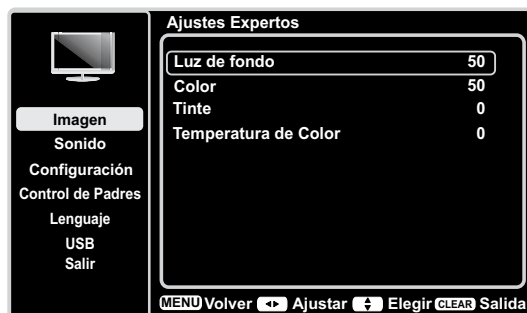 Ajustes Expertos
Imagen
Sonido
Configuración
Control de Padres
Lenguaje
USB
Salir
Luz de fondo 50
Color 50
Tinte 0
Temperatura de Color 0
MENU Volver Ajustar Elegir CLEAR Salida